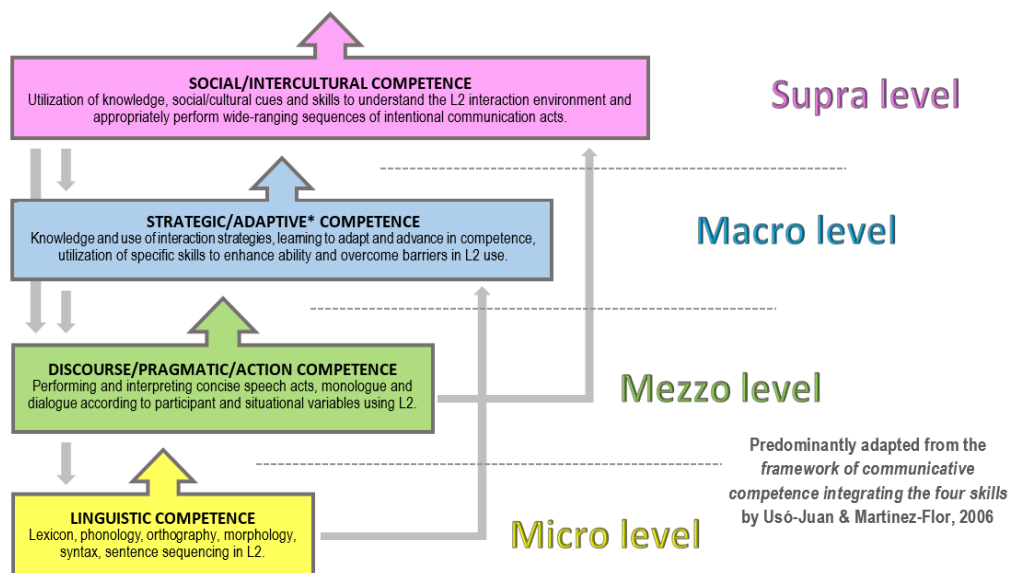 SOCIAL/INTERCULTURAL COMPETENCE
Utilization of knowledge, social/cultural cues and skills to understand the L2 interaction environment and
appropriately perform wide-ranging sequences of intentional communication acts.
Supra level
STRATEGIC/ADAPTIVE* COMPETENCE
Knowledge and use of interaction strategies, learning to adapt and advance in competence,
utilization of specific skills to enhance ability and overcome barriers in L2 use.
Macro level
DISCOURSE/PRAGMATIC/ACTION COMPETENCE
Performing and interpreting concise speech acts, monologue and
dialogue according to participant and situational variables using L2.
Mezzo level
LINGUISTIC COMPETENCE
Lexicon, phonology, orthography, morphology,
syntax, sentence sequencing in L2.
Micro level
Predominantly adapted from the
framework of communicative
competence integrating the four skills
by Usó-Juan & Martínez-Flor, 2006